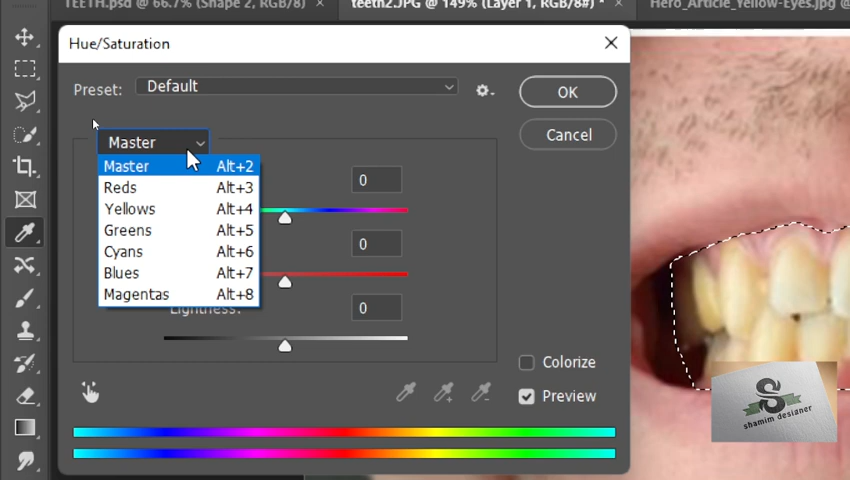 TEETH.psd @ 66.7% (Shape 2, RGB/8) × teeth2.JPG @ 149% (Layer 1, RGB/8#) * × Hero_Article_Yellow-Eyes.jpg @
Hue/Saturation
Preset: Default
OK
Cancel
Master
Master Alt+2
0
Reds Alt+3
Yellows Alt+4
Greens Alt+5
0
Cyans Alt+6
Blues Alt+7
Magentas Alt+8
Lightness: 0
Colorize
Preview
S
shamim desianer